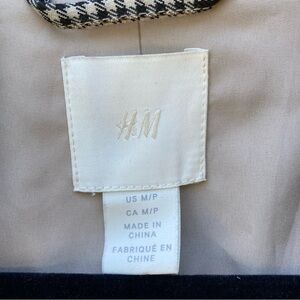 H&M
US M/P
CA M/P
MADE IN
CHINA
FABRIQUÉ EN
CHINE